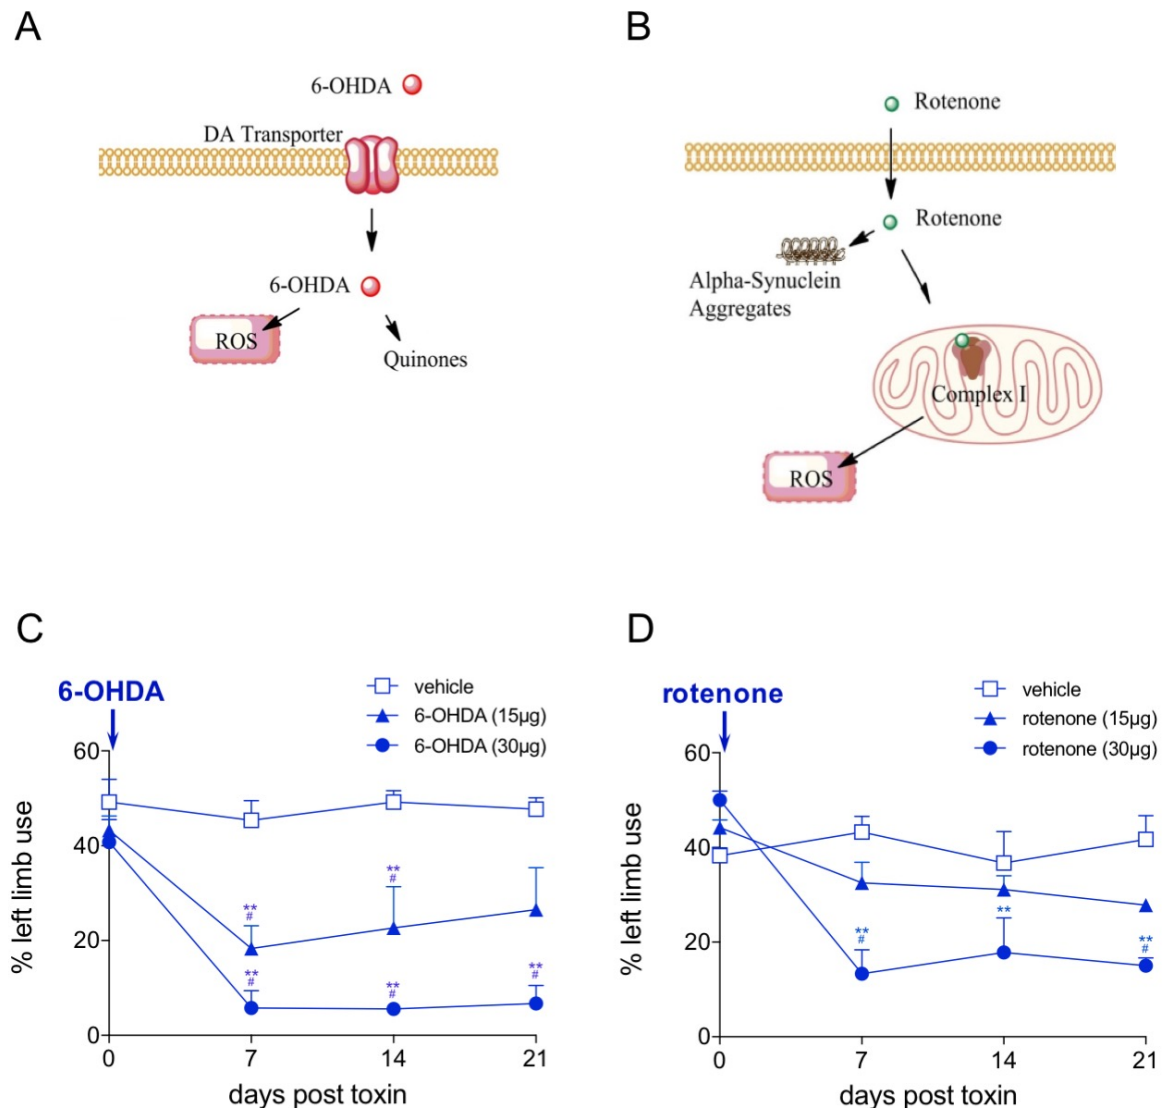 A
6-OHDA
DA Transporter
6-OHDA
ROS
Quinones
B
Rotenone
Rotenone
Alpha-Synuclein
Aggregates
Complex I
ROS
C
6-OHDA
vehicle
6-OHDA (15µg)
6-OHDA (30µg)
% left limb use
60
40
20
0
**
#
**
#
**
#
**
#
**
#
0 7 14 21
days post toxin
D
rotenone
vehicle
rotenone (15µg)
rotenone (30µg)
% left limb use
60
40
20
0
**
#
**
**
#
0 7 14 21
days post toxin